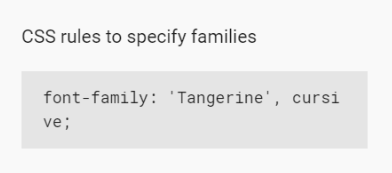 CSS rules to specify families
font-family: 'Tangerine', cursi
ve;